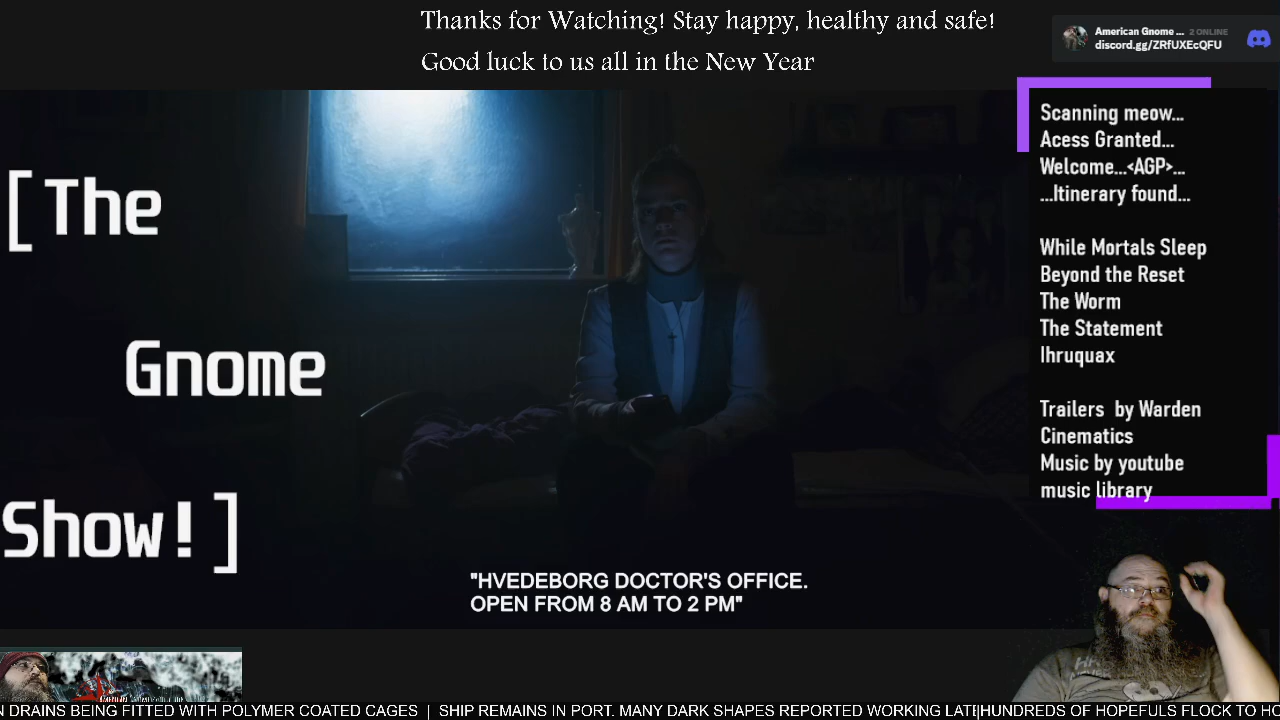 Thanks for Watching! Stay happy, healthy and safe!
Good luck to us all in the New Year
American Gnome ... 2 ONLINE
discord.gg/ZRfUXEcQFU
[The
Gnome
Show!]
Scanning meow...
Acess Granted...
Welcome...<AGP>...
...Itinerary found...
While Mortals Sleep
Beyond the Reset
The Worm
The Statement
Ihruquax
Trailers by Warden
Cinematics
Music by youtube
music library
"HVEDEBORG DOCTOR'S OFFICE.
OPEN FROM 8 AM TO 2 PM"
N DRAINS BEING FITTED WITH POLYMER COATED CAGES | SHIP REMAINS IN PORT. MANY DARK SHAPES REPORTED WORKING LATE|HUNDREDS OF HOPEFULS FLOCK TO HO